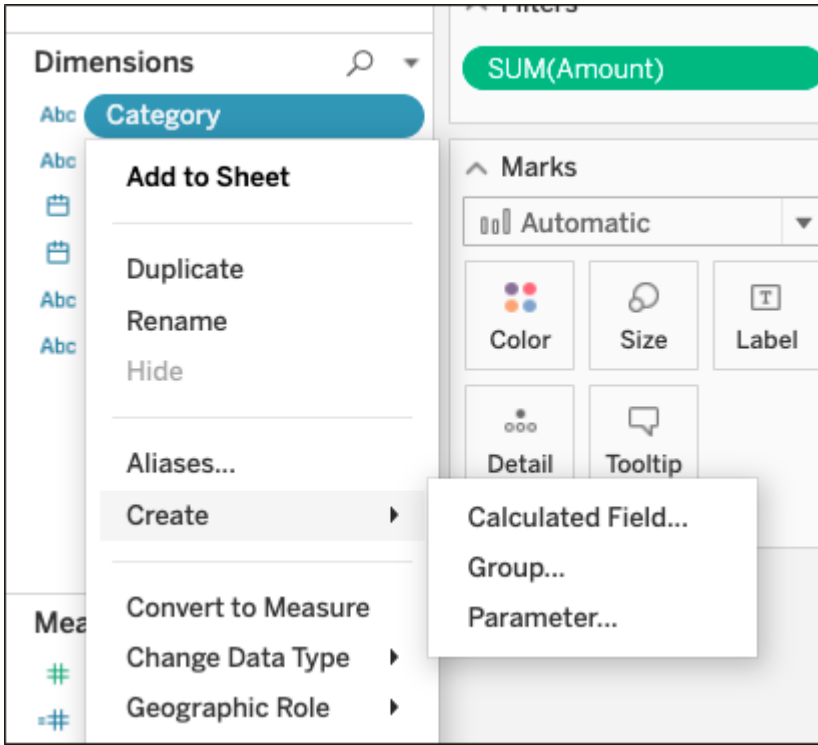 Filters
Dimensions
SUM(Amount)
Abc Category
Abc
Add to Sheet
Marks
Automatic
Duplicate
Abc
Rename
Color Size T Label
Abc
Hide
Detail Tooltip
Aliases...
Create
Calculated Field...
Group...
Parameter...
Convert to Measure
Mea
Change Data Type
#
Geographic Role
=#